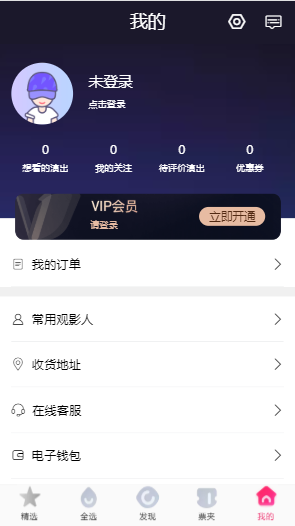 我的
未登录
点击登录
0 0 0 0
想看的演出 我的关注 待评价演出 优惠券
VIP会员
请登录
立即开通
我的订单
常用观影人
收货地址
在线客服
电子钱包
精选 全选 发现 票夹 我的